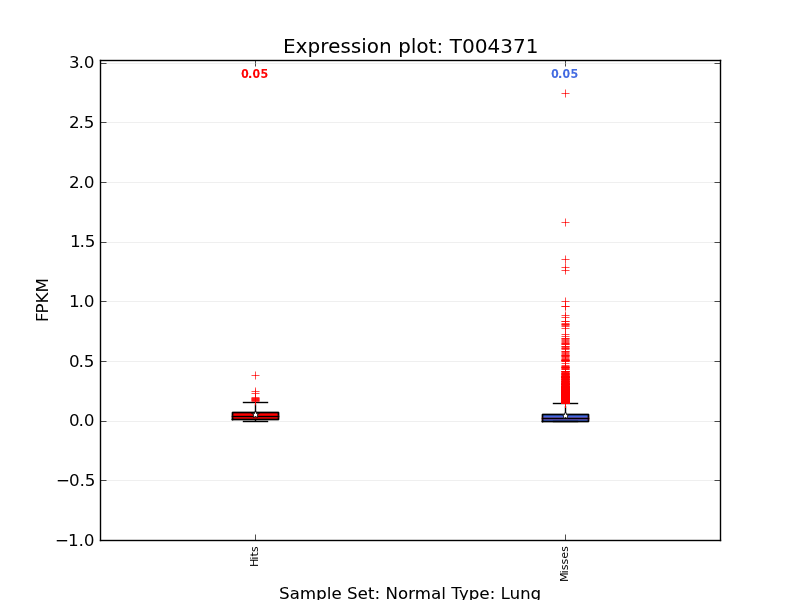 Expression plot: T004371
3.0
0.05
0.05
2.5
2.0
1.5
1.0
0.5
0.0
−0.5
−1.0
FPKM
Hits
Misses
Sample Set: Normal Type: Lung